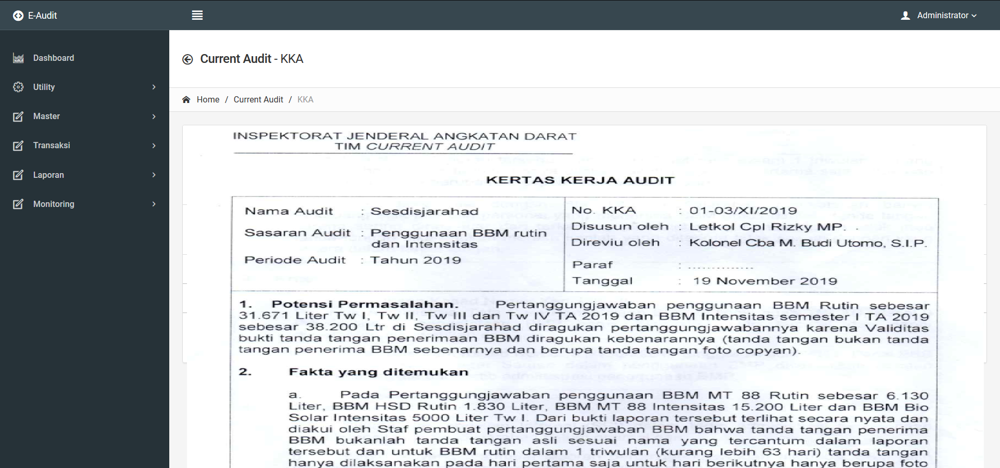 E-Audit
Administrator
Dashboard
Utility
Master
Transaksi
Laporan
Monitoring
Current Audit - KKA
Home / Current Audit / KKA
INSPEKTORAT JENDERAL ANGKATAN DARAT
TIM CURRENT AUDIT
KERTAS KERJA AUDIT
Nama Audit : Sesdisjarahad
Sasaran Audit : Penggunaan BBM rutin
dan Intensitas
Periode Audit : Tahun 2019
No. KKA : 01-03/XI/2019
Disusun oleh : Letkol Cpl Rizky MP.
Direviu oleh : Kolonel Cba M. Budi Utomo, S.I.P.
Paraf : ..............
Tanggal : 19 November 2019
1. Potensi Permasalahan. Pertanggungjawaban penggunaan BBM Rutin sebesar
31.671 Liter Tw I, Tw II, Tw III dan Tw IV TA 2019 dan BBM Intensitas semester I TA 2019
sebesar 38.200 Ltr di Sesdisjarahad diragukan pertanggungjawabannya karena Validitas
bukti tanda tangan penerimaan BBM diragukan kebenarannya (tanda tangan bukan tanda
tangan penerima BBM sebenarnya dan berupa tanda tangan foto copyan).
2. Fakta yang ditemukan
a. Pada Pertanggungjawaban penggunaan BBM MT 88 Rutin sebesar 6.130
Liter, BBM HSD Rutin 1.830 Liter, BBM MT 88 Intensitas 15.200 Liter dan BBM Bio
Solar Intensitas 5000 Liter Tw I. Dari bukti laporan tersebut terlihat secara nyata dan
diakui oleh Staf pembuat pertanggungjawaban BBM bahwa tanda tangan penerima
BBM bukanlah tanda tangan asli sesuai nama yang tercantum dalam laporan
tersebut dan untuk BBM rutin dalam 1 triwulan (kurang lebih 63 hari) tanda tangan
hanya dilaksanakan pada hari pertama saja untuk hari berikutnya hanya berupa foto